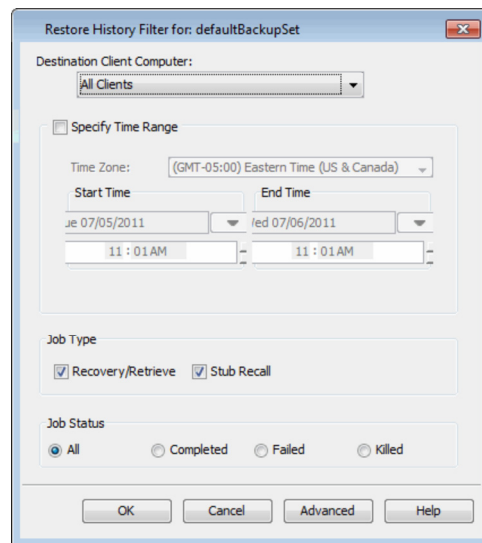 Restore History Filter for: defaultBackupSet
Destination Client Computer:
All Clients
Specify Time Range
Time Zone: (GMT-05:00) Eastern Time (US & Canada)
Start Time End Time
ue 07/05/2011 Wed 07/06/2011
11 : 01 AM 11 : 01 AM
Job Type
Recovery/Retrieve Stub Recall
Job Status
All Completed Failed Killed
OK Cancel Advanced Help